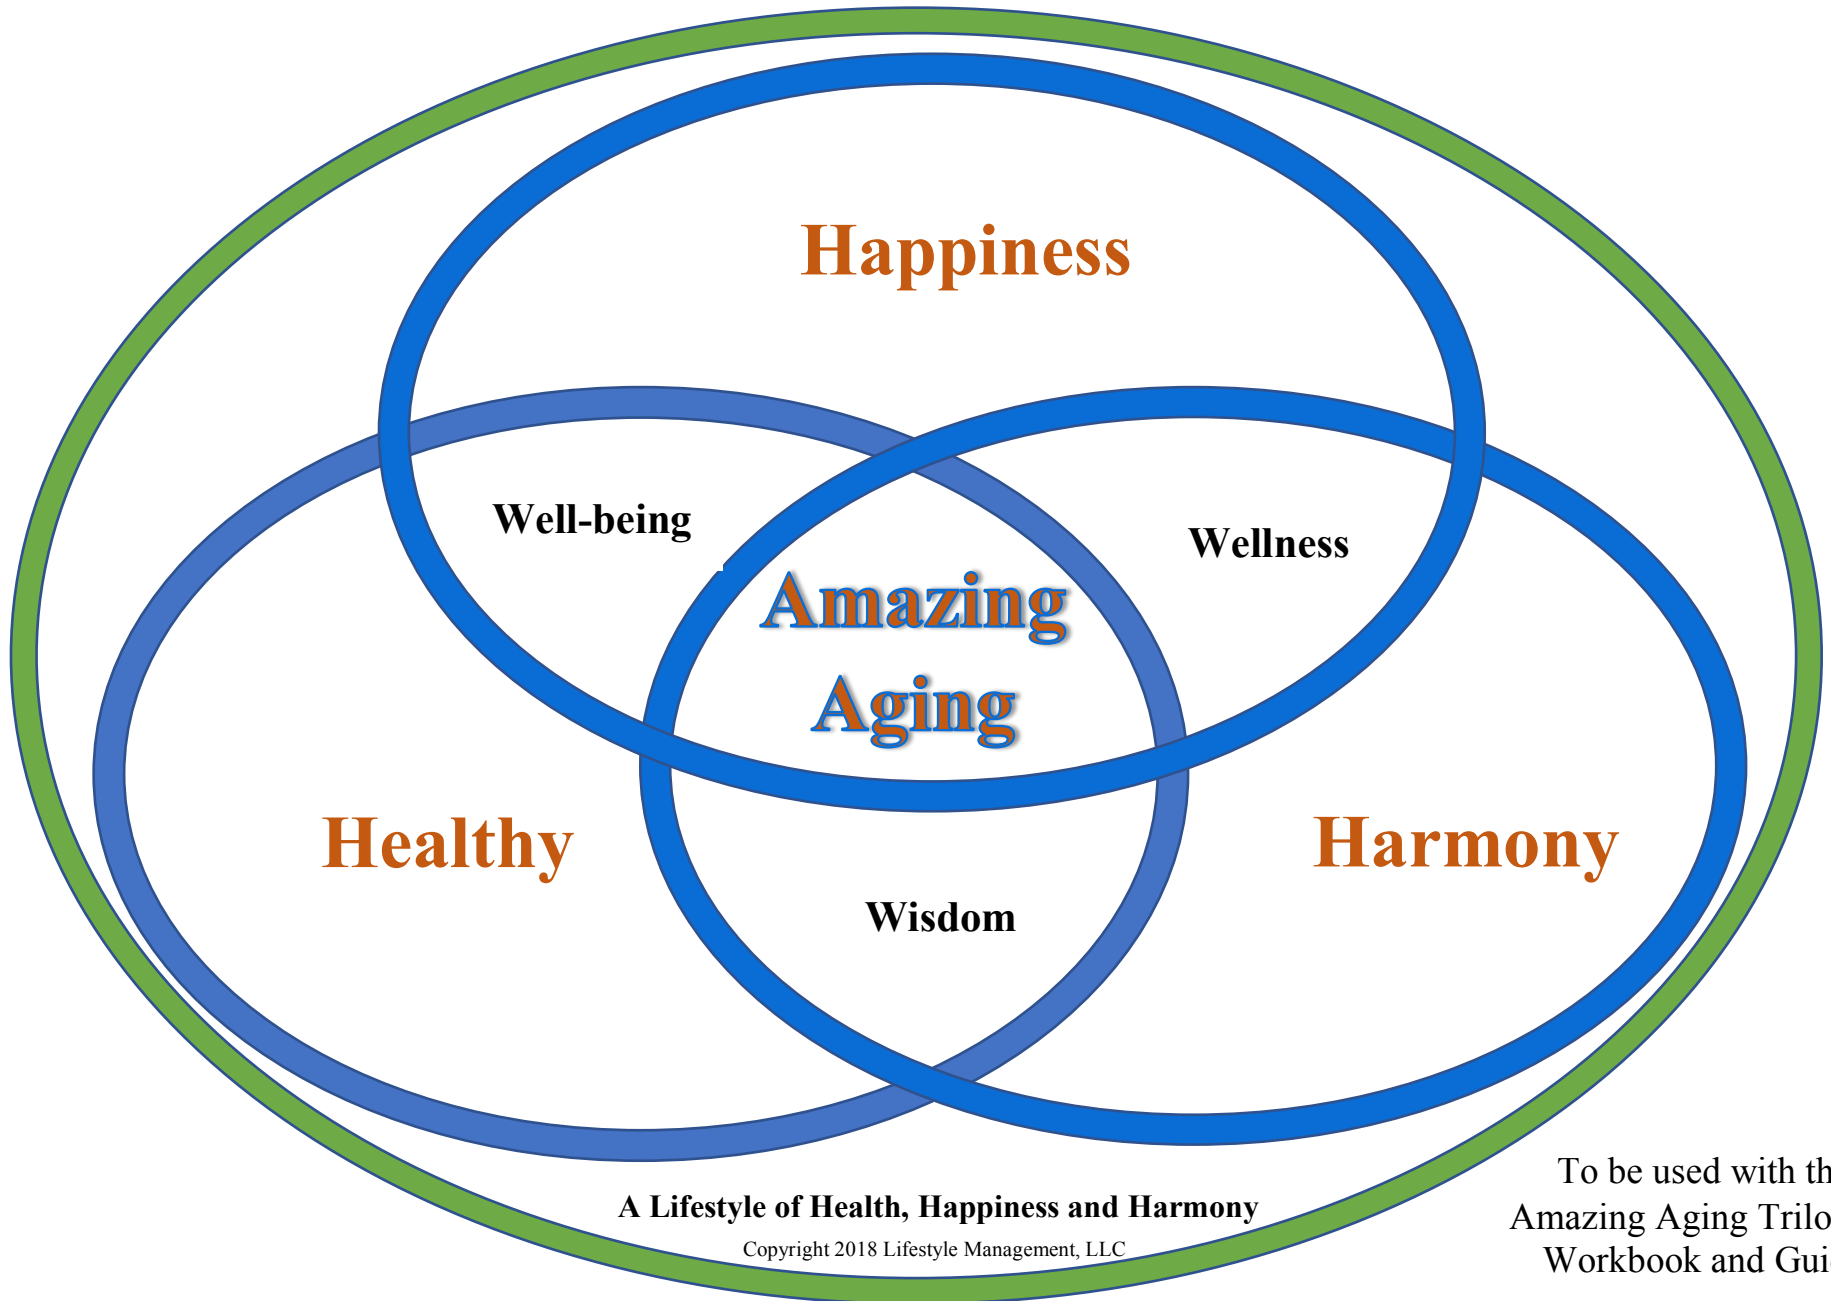 Happiness
Well-being
Wellness
Amazing
Aging
Healthy
Harmony
Wisdom
A Lifestyle of Health, Happiness and Harmony
Copyright 2018 Lifestyle Management, LLC
To be used with th
Amazing Aging Trilo
Workbook and Gui